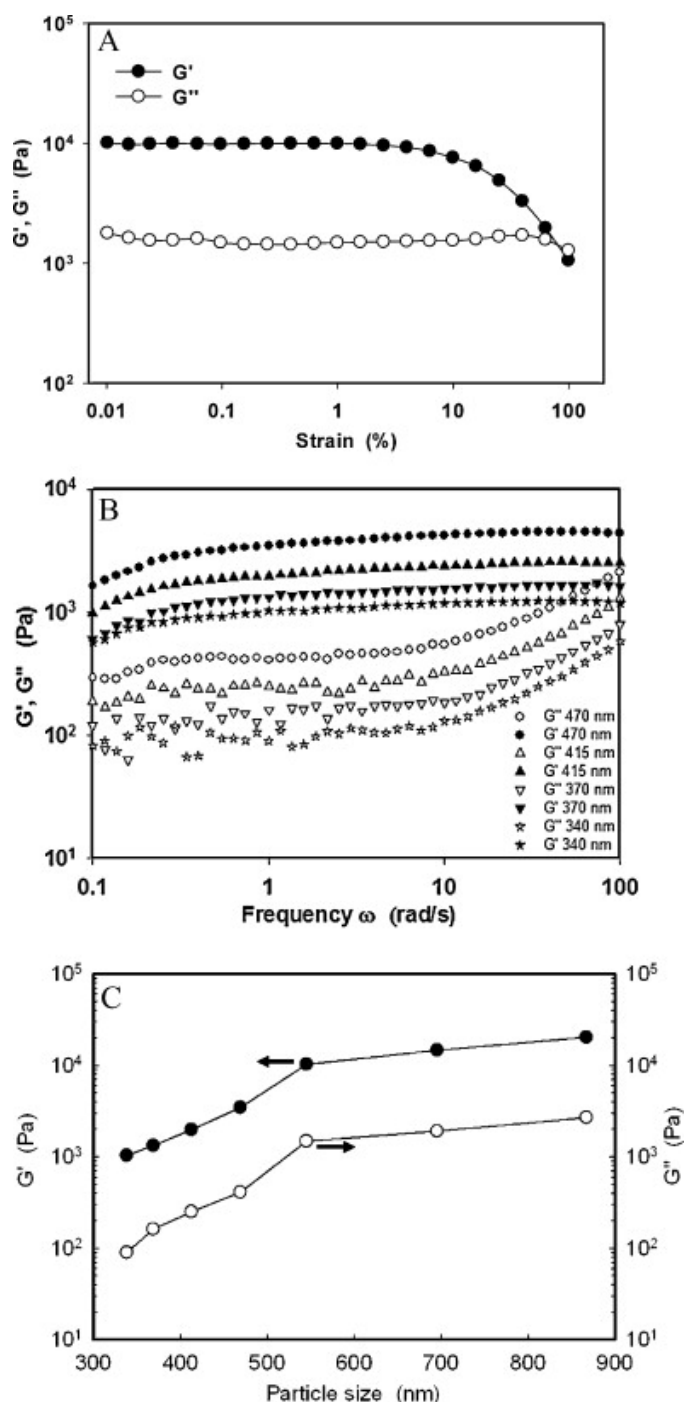 A
G'
G''
10^5
10^4
10^3
10^2
G', G'' (Pa)
0.01 0.1 1 10 100
Strain (%)
B
10^4
10^3
10^2
10^1
G', G'' (Pa)
G'' 470 nm
G' 470 nm
G'' 415 nm
G' 415 nm
G'' 370 nm
G' 370 nm
G'' 340 nm
G' 340 nm
0.1 1 10 100
Frequency ω (rad/s)
C
10^5
10^4
10^3
10^2
10^1
G' (Pa)
10^5
10^4
10^3
10^2
10^1
G'' (Pa)
300 400 500 600 700 800 900
Particle size (nm)